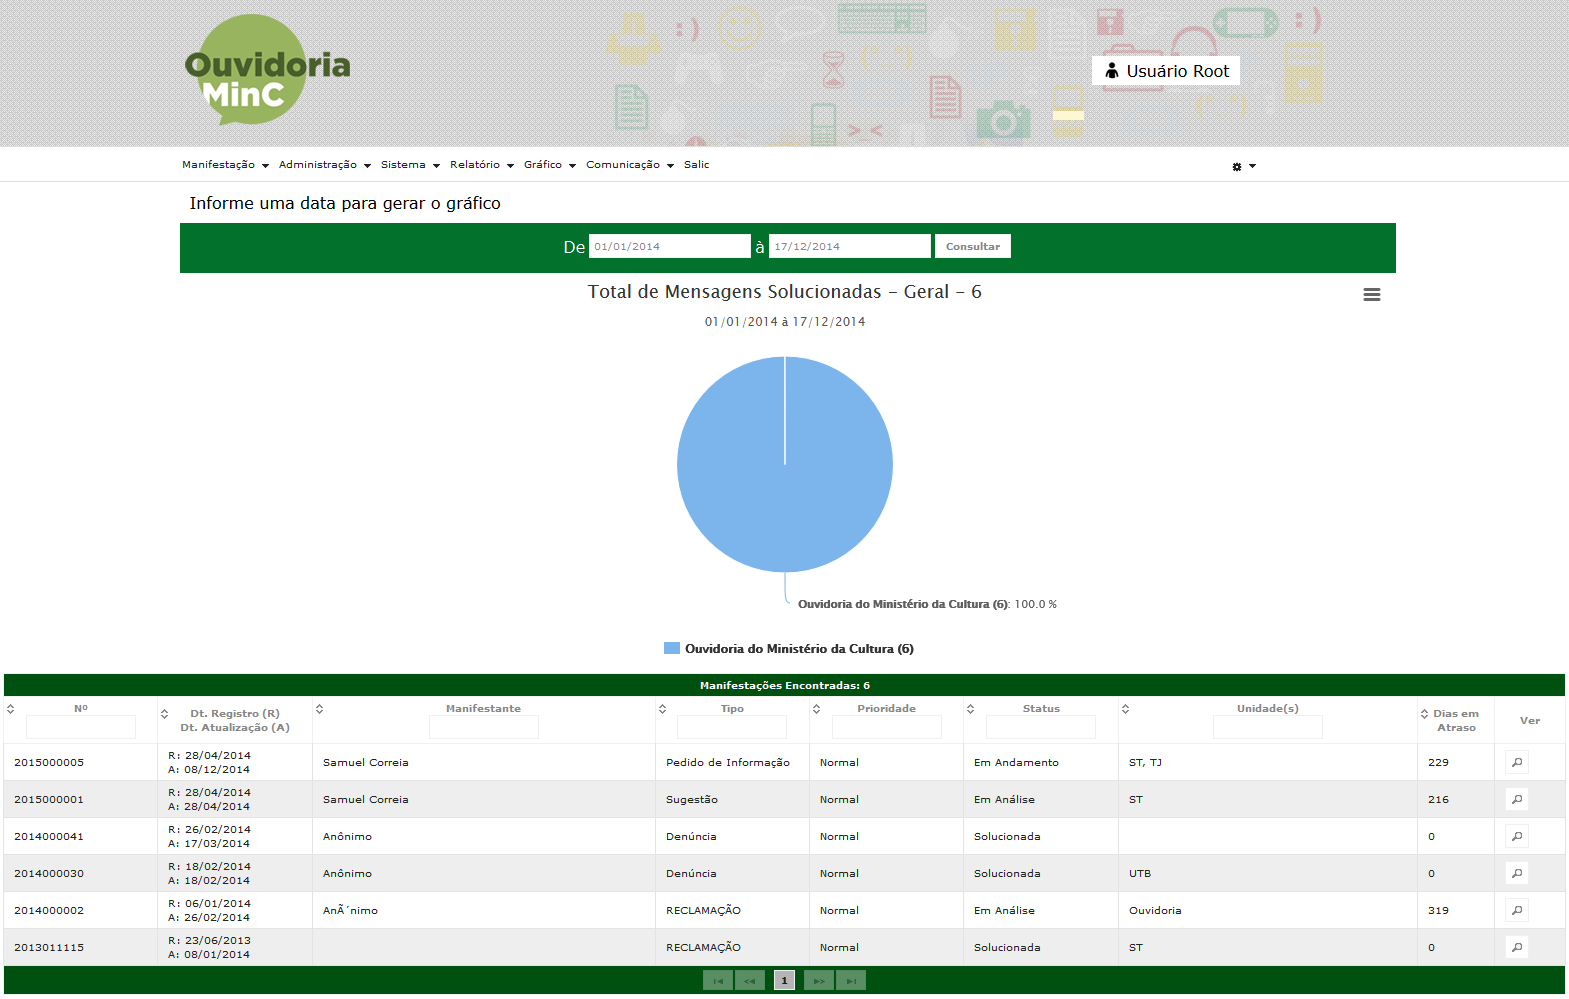 Ouvidoria
MinC
Usuário Root
Manifestação Administração Sistema Relatório Gráfico Comunicação Salic
Informe uma data para gerar o gráfico
De 01/01/2014 à 17/12/2014 Consultar
Total de Mensagens Solucionadas - Geral - 6
01/01/2014 à 17/12/2014
Ouvidoria do Ministério da Cultura (6): 100.0 %
Ouvidoria do Ministério da Cultura (6)
Manifestações Encontradas: 6
Nº Dt. Registro (R) Dt. Atualização (A) Manifestante Tipo Prioridade Status Unidade(s) Dias em Atraso Ver
2015000005 R: 28/04/2014 A: 08/12/2014 Samuel Correia Pedido de Informação Normal Em Andamento ST, TJ 229
2015000001 R: 28/04/2014 A: 28/04/2014 Samuel Correia Sugestão Normal Em Análise ST 216
2014000041 R: 26/02/2014 A: 17/03/2014 Anônimo Denúncia Normal Solucionada 0
2014000030 R: 18/02/2014 A: 18/02/2014 Anônimo Denúncia Normal Solucionada UTB 0
2014000002 R: 06/01/2014 A: 26/02/2014 AnÃ´nimo RECLAMAÇÃO Normal Em Análise Ouvidoria 319
2013011115 R: 23/06/2013 A: 08/01/2014 RECLAMAÇÃO Normal Solucionada ST 0
1